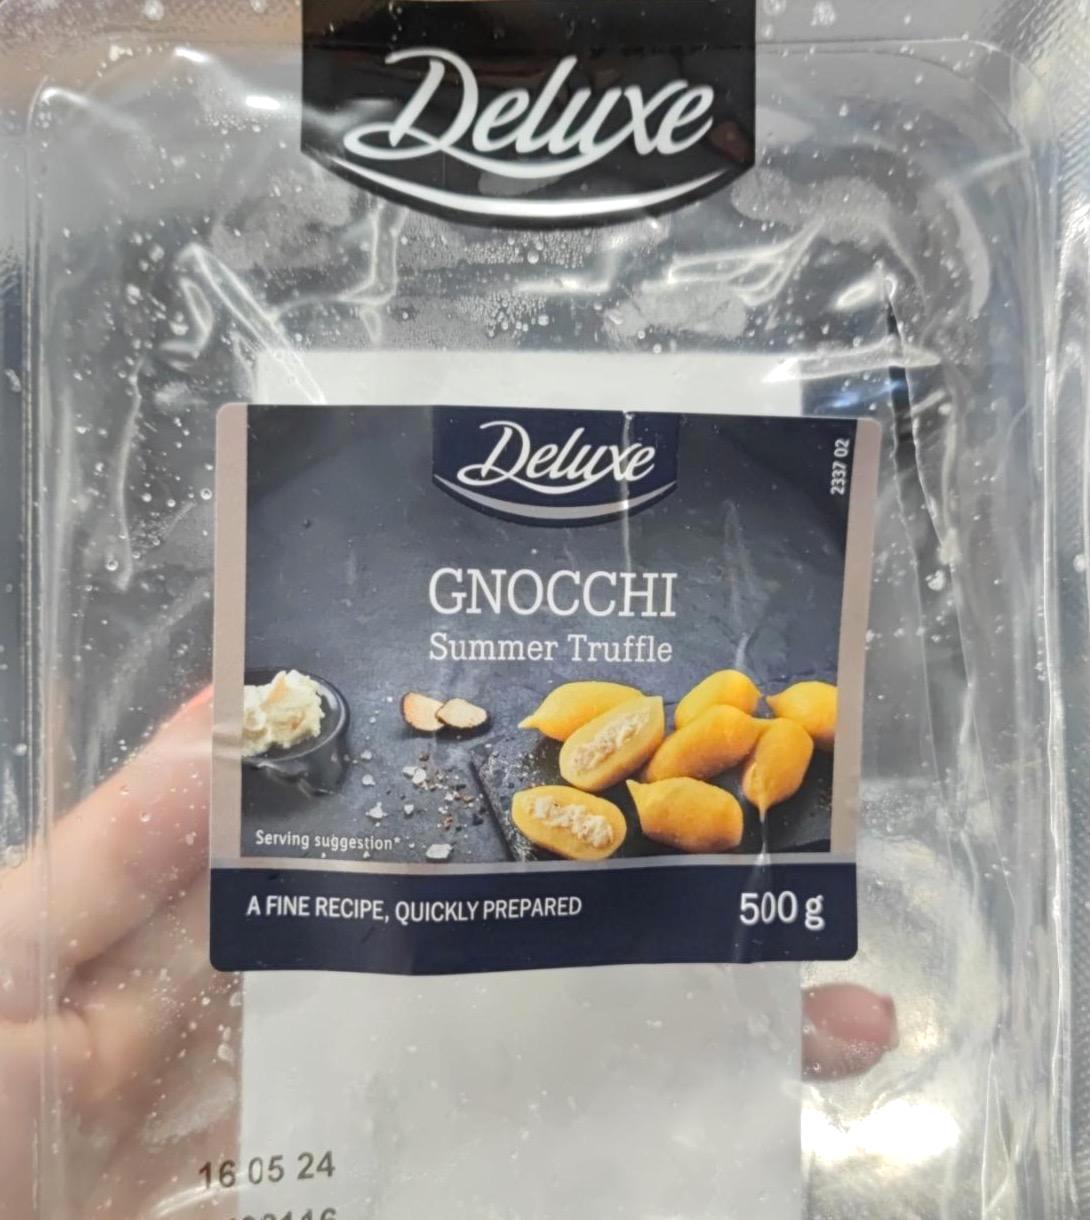 Deluxe
Deluxe
2337 02
GNOCCHI
Summer Truffle
Serving suggestion*
A FINE RECIPE, QUICKLY PREPARED
500 g
16 05 24